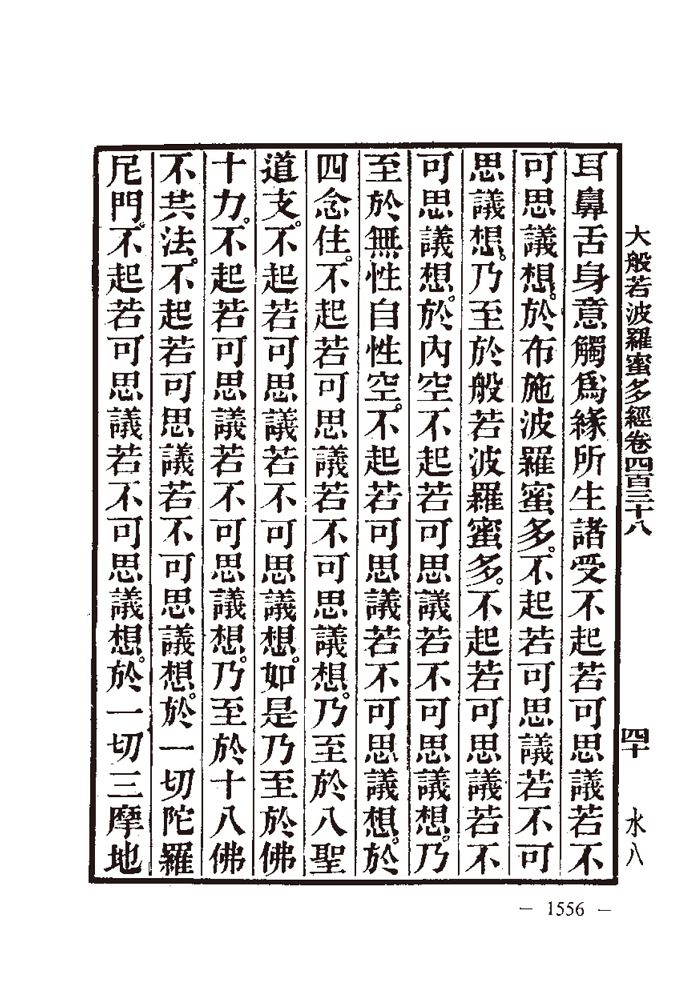 大般若波羅蜜多經卷四百三十八 四十 水八
耳鼻舌身意觸爲緣所生諸受不起若可思議若不
可思議想。於布施波羅蜜多。不起若可思議若不可
思議想。乃至於般若波羅蜜多。不起若可思議若不
可思議想。於內空不起若可思議若不可思議想。乃
至於無性自性空。不起若可思議若不可思議想。於
四念住。不起若可思議若不可思議想。乃至於八聖
道支。不起若可思議若不可思議想。如是乃至於佛
十力。不起若可思議若不可思議想。乃至於十八佛
不共法。不起若可思議若不可思議想。於一切陀羅
尼門。不起若可思議若不可思議想。於一切三摩地
— 1556 —